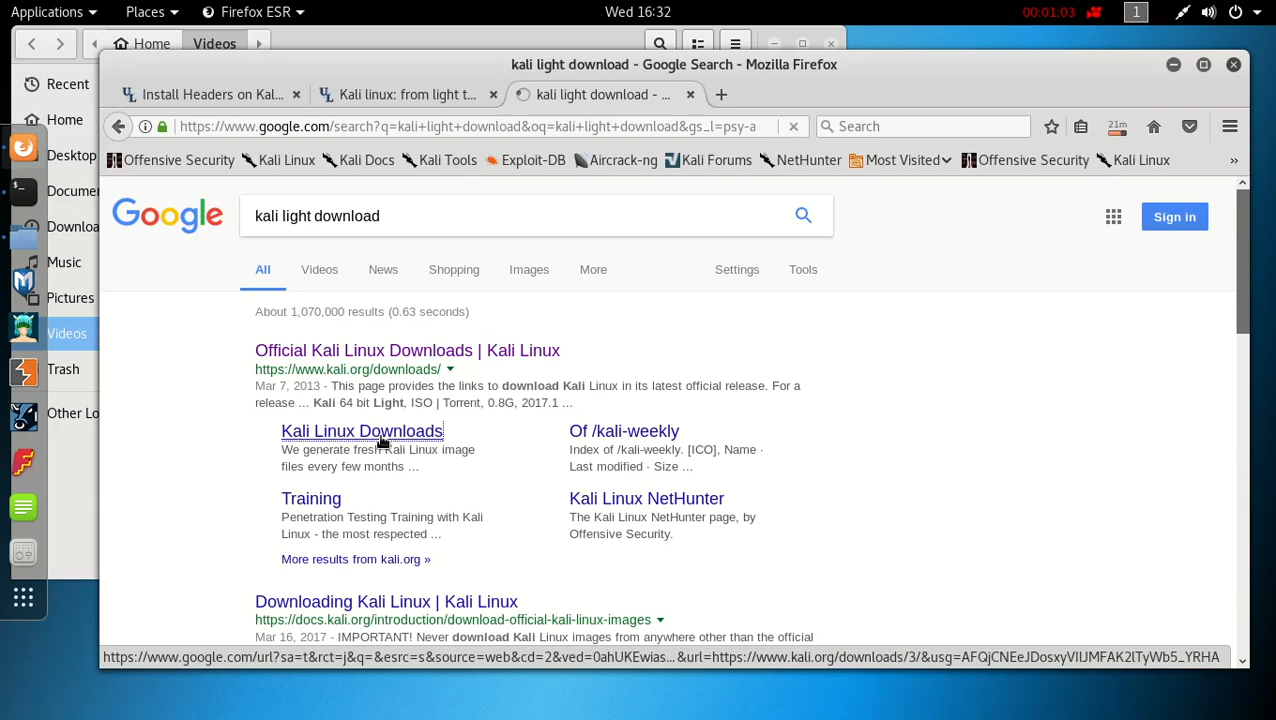 Applications Places Firefox ESR Wed 16:32 00:01:03 1
Home Videos
kali light download - Google Search - Mozilla Firefox
Install Headers on Kal... Kali linux: from light t... kali light download - ...
https://www.google.com/search?q=kali+light+download&oq=kali+light+download&gs_l=psy-a Search 21m
Offensive Security Kali Linux Kali Docs Kali Tools Exploit-DB Aircrack-ng Kali Forums NetHunter Most Visited Offensive Security Kali Linux »
Recent
Home
Desktop
Docume
Downloa
Music
Pictures
Videos
Trash
Other Lo
Google kali light download Sign in
All Videos News Shopping Images More Settings Tools
About 1,070,000 results (0.63 seconds)
Official Kali Linux Downloads | Kali Linux
https://www.kali.org/downloads/
Mar 7, 2013 - This page provides the links to download Kali Linux in its latest official release. For a
release ... Kali 64 bit Light, ISO | Torrent, 0.8G, 2017.1 ...
Kali Linux Downloads
We generate fresh Kali Linux image
files every few months ...
Of /kali-weekly
Index of /kali-weekly. [ICO], Name ·
Last modified · Size ...
Training
Penetration Testing Training with Kali
Linux - the most respected ...
Kali Linux NetHunter
The Kali Linux NetHunter page, by
Offensive Security.
More results from kali.org »
Downloading Kali Linux | Kali Linux
https://docs.kali.org/introduction/download-official-kali-linux-images
Mar 16, 2017 - IMPORTANT! Never download Kali Linux images from anywhere other than the official
https://www.google.com/url?sa=t&rct=j&q=&esrc=s&source=web&cd=2&ved=0ahUKEwias...&url=https://www.kali.org/downloads/3/&usg=AFQjCNEeJDosxyVIIJMFAK2lTyWb5_YRHA